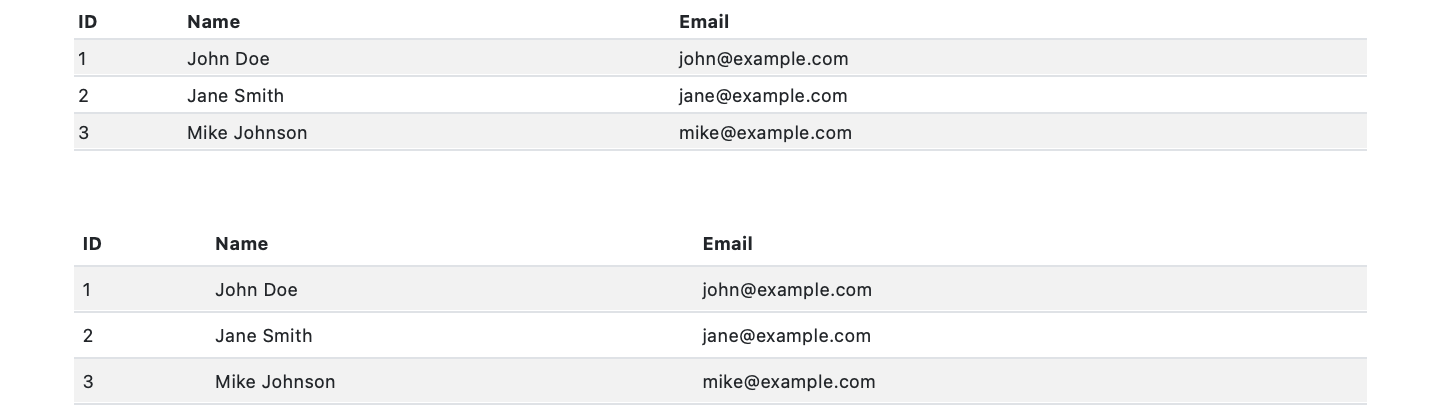 ID Name Email
1 John Doe john@example.com
2 Jane Smith jane@example.com
3 Mike Johnson mike@example.com
ID Name Email
1 John Doe john@example.com
2 Jane Smith jane@example.com
3 Mike Johnson mike@example.com